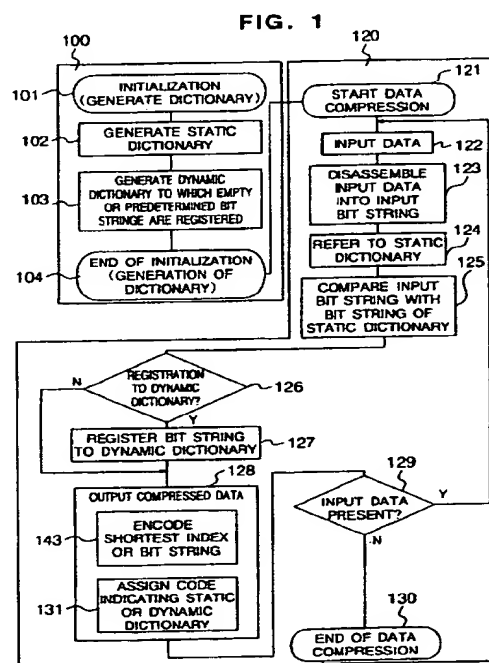 FIG. 1
100
120
101
INITIALIZATION
(GENERATE DICTIONARY)
102
GENERATE STATIC
DICTIONARY
103
GENERATE DYNAMIC
DICTIONARY TO WHICH EMPTY
OR PREDETERMINED BIT
STRINGE ARE REGISTERED
104
END OF INITIALIZATION
(GENERATION OF
DICTIONARY)
START DATA
COMPRESSION
121
INPUT DATA
122
DISASSEMBLE
INPUT DATA
INTO INPUT
BIT STRING
123
REFER TO STATIC
DICTIONARY
124
COMPARE INPUT
BIT STRING WITH
BIT STRING OF
STATIC DICTIONARY
125
N
REGISTRATION
TO DYNAMIC
DICTIONARY?
126
Y
REGISTER BIT
STRING
TO DYNAMIC DICTIONARY
127
128
OUTPUT COMPRESSED DATA
143
ENCODE
SHORTEST INDEX
OR BIT STRING
131
ASSIGN CODE
INDICATING STATIC
OR DYNAMIC
DICTIONARY
129
INPUT DATA
PRESENT?
Y
N
130
END OF DATA
COMPRESSION